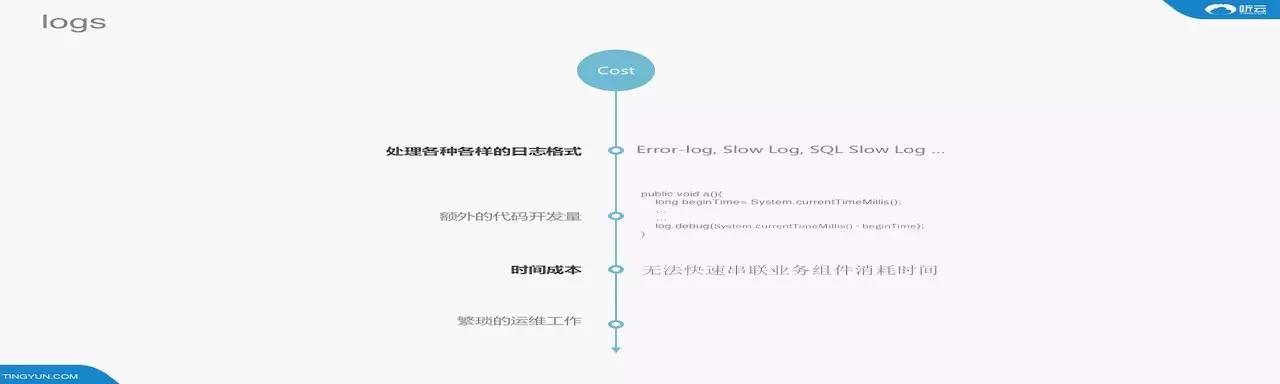 logs
听云
Cost
处理各种各样的日志格式
Error-log, Slow Log, SQL Slow Log ...
额外的代码开发量
public void a(){
long beginTime= System.currentTimeMillis();
...
...
log.debug(System.currentTimeMillis() - beginTime);
}
时间成本
无法快速串联业务组件消耗时间
繁琐的运维工作
TINGYUN.COM